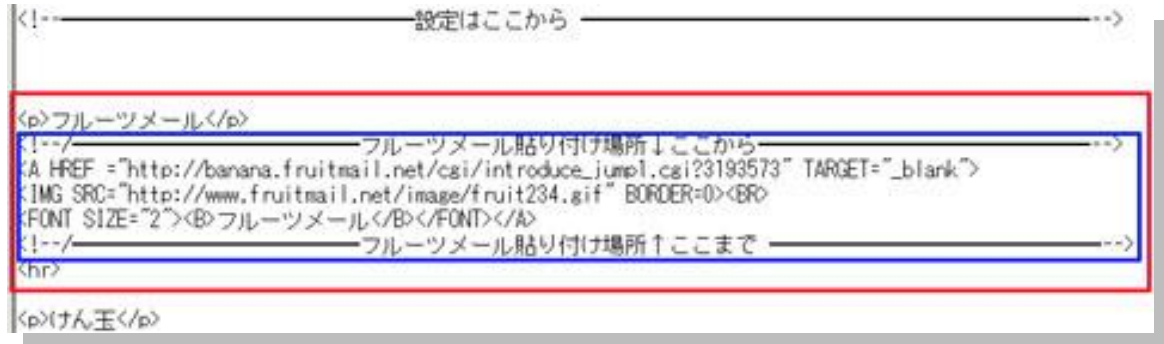 <!--━━━━━━━━━━━━━━━━設定はここから ━━━━━━━━━━━━━━━━━━━━━━━━-->
<p>フルーツメール</p>
<!--/━━━━━━━━━━━━━フルーツメール貼り付け場所↓ここから━━━━━━━━━━━━━━━━━━-->
<A HREF ="http://banana.fruitmail.net/cgi/introduce_jump1.cgi?3193573" TARGET="_blank">
<IMG SRC="http://www.fruitmail.net/image/fruit234.gif" BORDER=0><BR>
<FONT SIZE="2"><B>フルーツメール</B></FONT></A>
<!--/━━━━━━━━━━━━━フルーツメール貼り付け場所↑ここまで ━━━━━━━━━━━━━━━-->
<hr>
<p>けん玉</p>